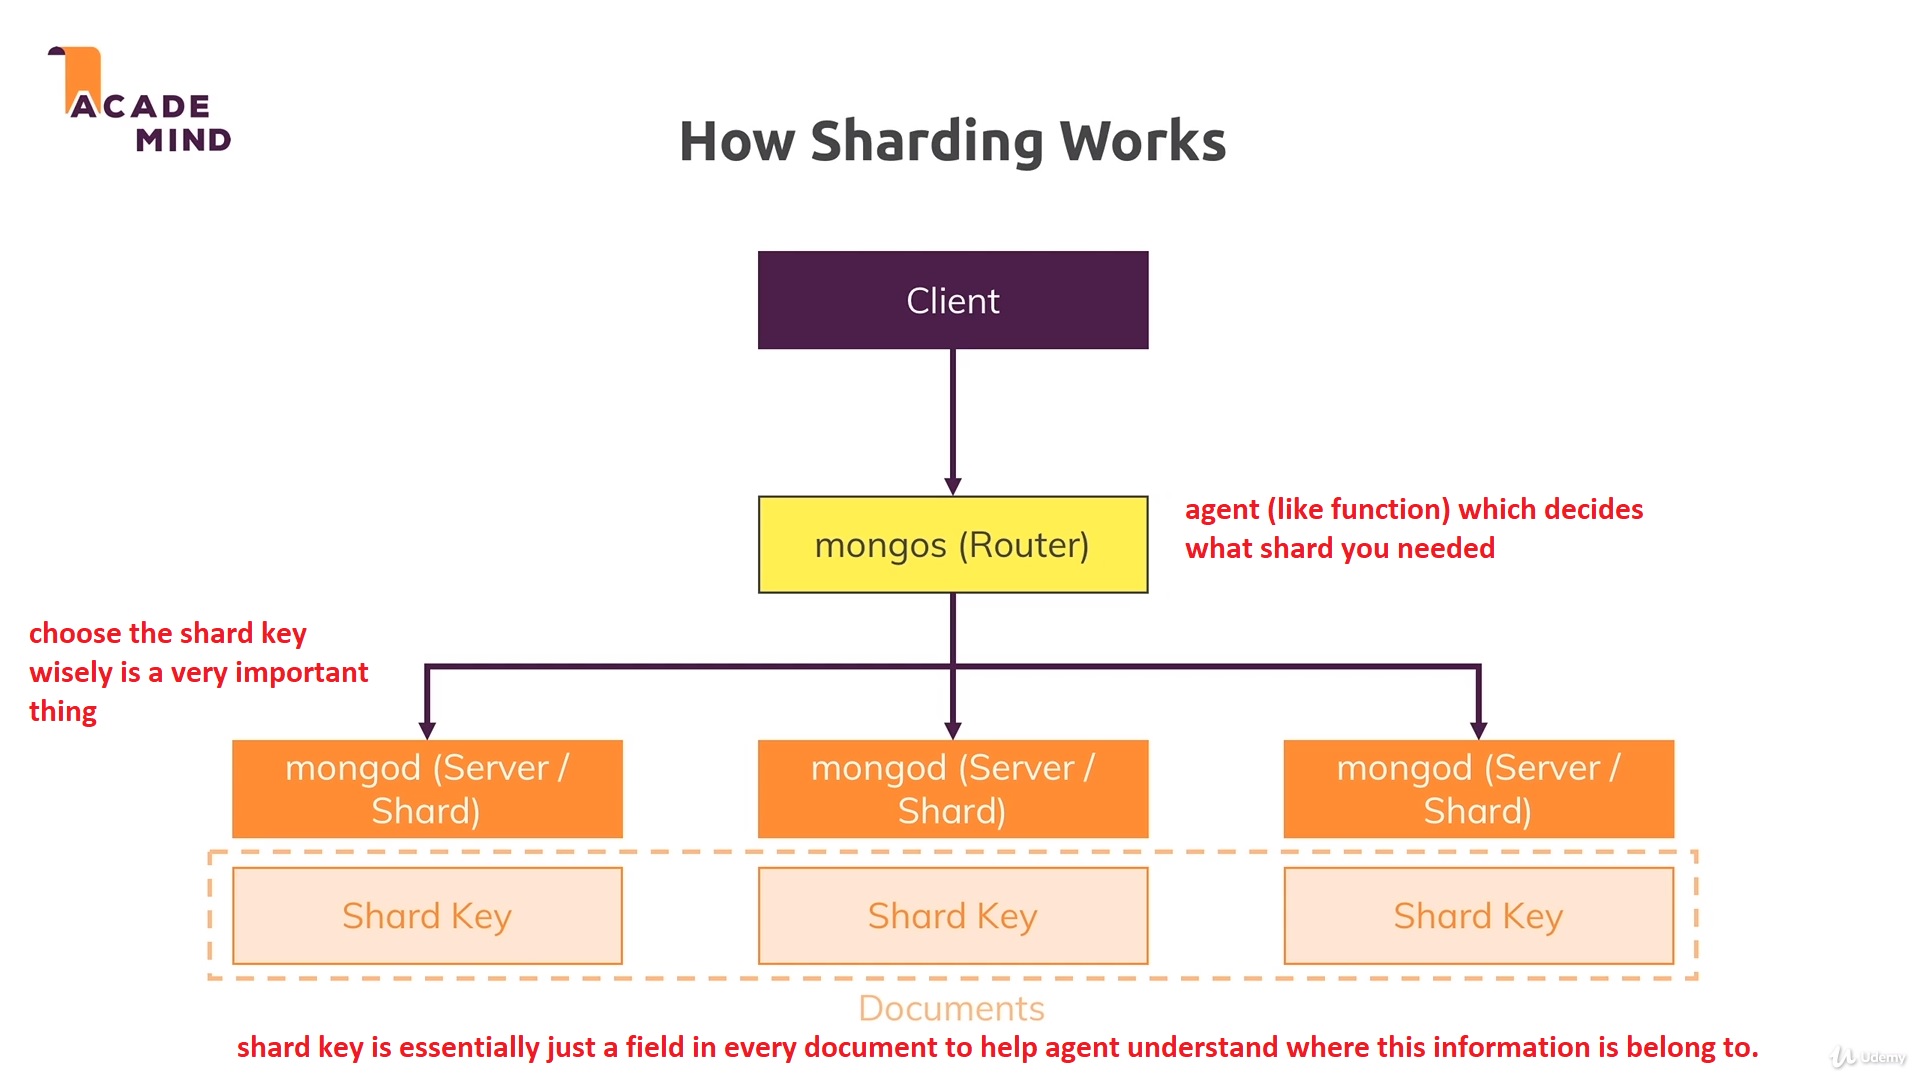 ACADE
MIND
How Sharding Works
Client
mongos (Router)
agent (like function) which decides
what shard you needed
choose the shard key
wisely is a very important
thing
mongod (Server /
Shard)
mongod (Server /
Shard)
mongod (Server /
Shard)
Shard Key
Shard Key
Shard Key
Documents
shard key is essentially just a field in every document to help agent understand where this information is belong to.
Udemy